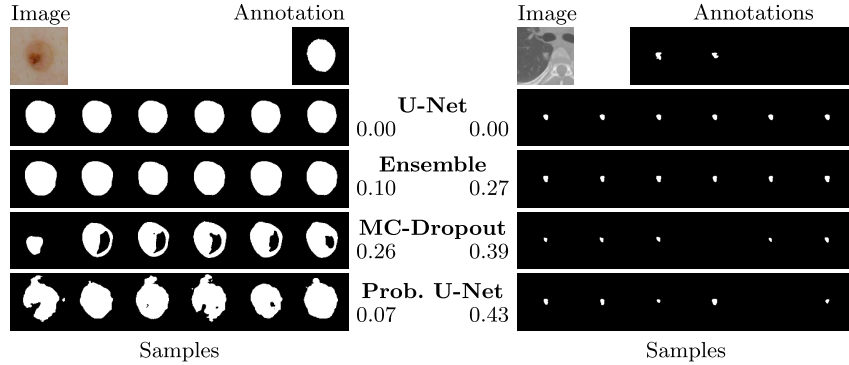 Image Annotation Image Annotations
U-Net
0.00 0.00
Ensemble
0.10 0.27
MC-Dropout
0.26 0.39
Prob. U-Net
0.07 0.43
Samples Samples